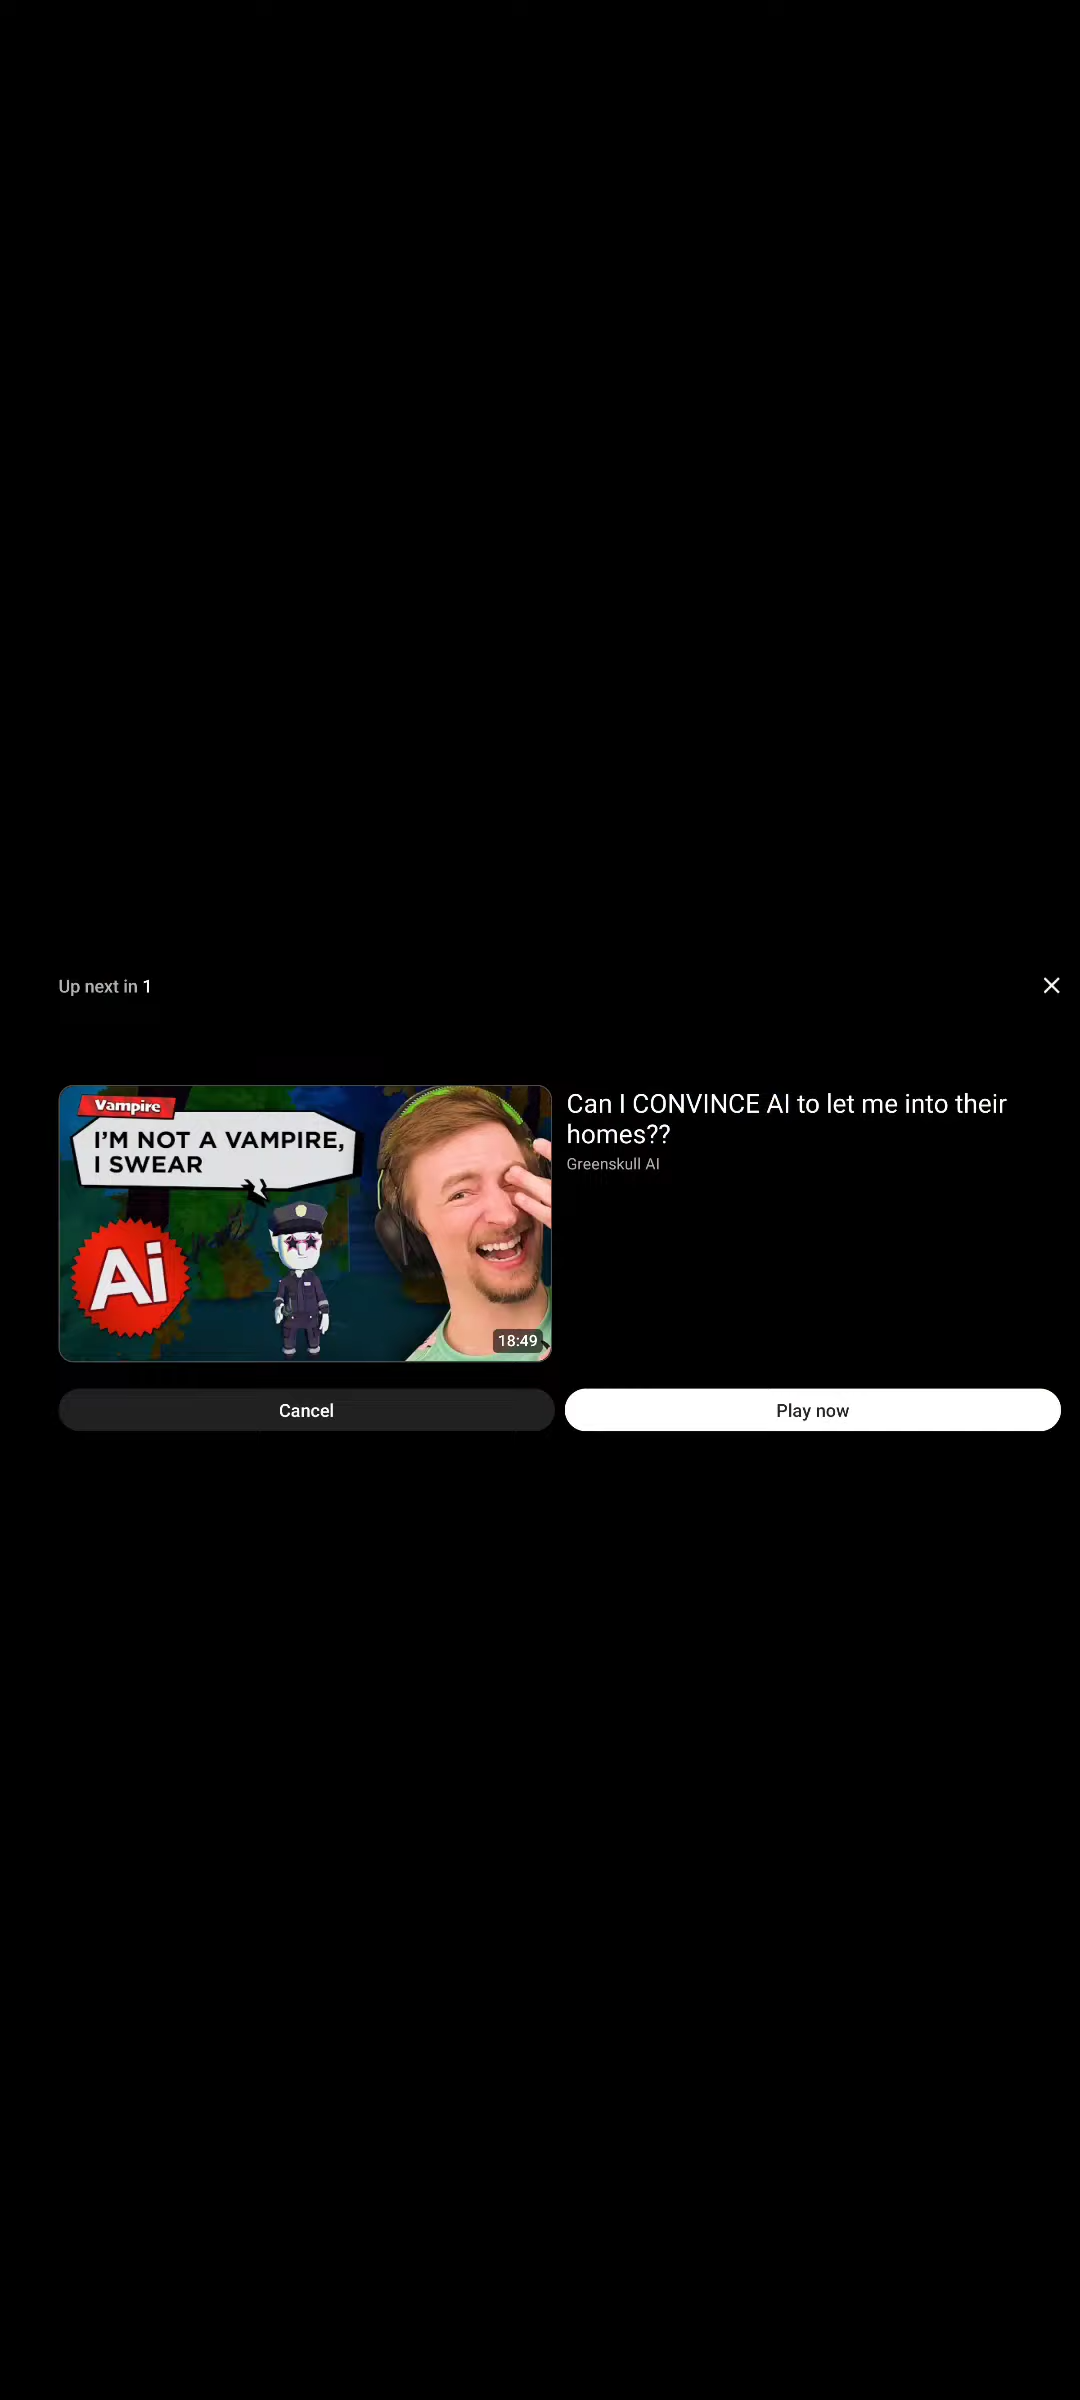 Up next in 1
Vampire
I'M NOT A VAMPIRE,
I SWEAR
Ai
18:49
Can I CONVINCE AI to let me into their
homes??
Greenskull AI
Cancel
Play now